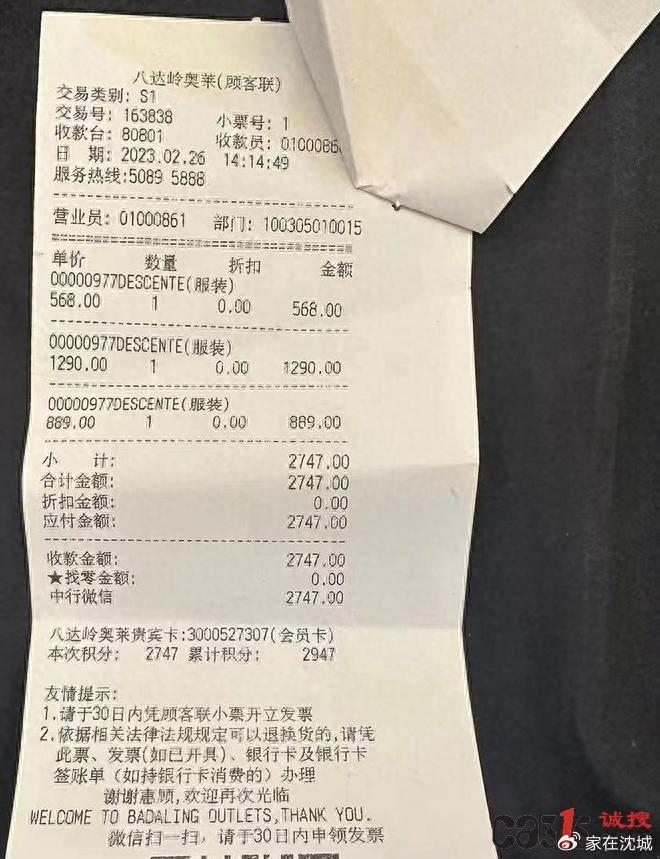 八达岭奥莱(顾客联)
交易类别: S1
交易号: 163838 小票号: 1
收款台: 80801 收款员: 0100086
日 期: 2023.02.26 14:14:49
服务热线:5089 5888
营业员: 01000861 部门: 100305010015
单价 数量 折扣 金额
00000977DESCENTE(服装)
568.00 1 0.00 568.00
00000977DESCENTE(服装)
1290.00 1 0.00 1290.00
00000977DESCENTE(服装)
889.00 1 0.00 889.00
小 计: 2747.00
合计金额: 2747.00
折扣金额: 0.00
应付金额: 2747.00
收款金额: 2747.00
★找零金额: 0.00
中行微信 2747.00
八达岭奥莱贵宾卡:3000527307(会员卡)
本次积分: 2747 累计积分: 2947
友情提示:
1.请于30日内凭顾客联小票开立发票
2.依据相关法律法规规定可以退换货的,请凭
此票、发票(如已开具)、银行卡及银行卡
签账单(如持银行卡消费的)办理
谢谢惠顾,欢迎再次光临
WELCOME TO BADALING OUTLETS,THANK YOU.
微信扫一扫, 请于30日内申领发票
诚搜
家在沈城